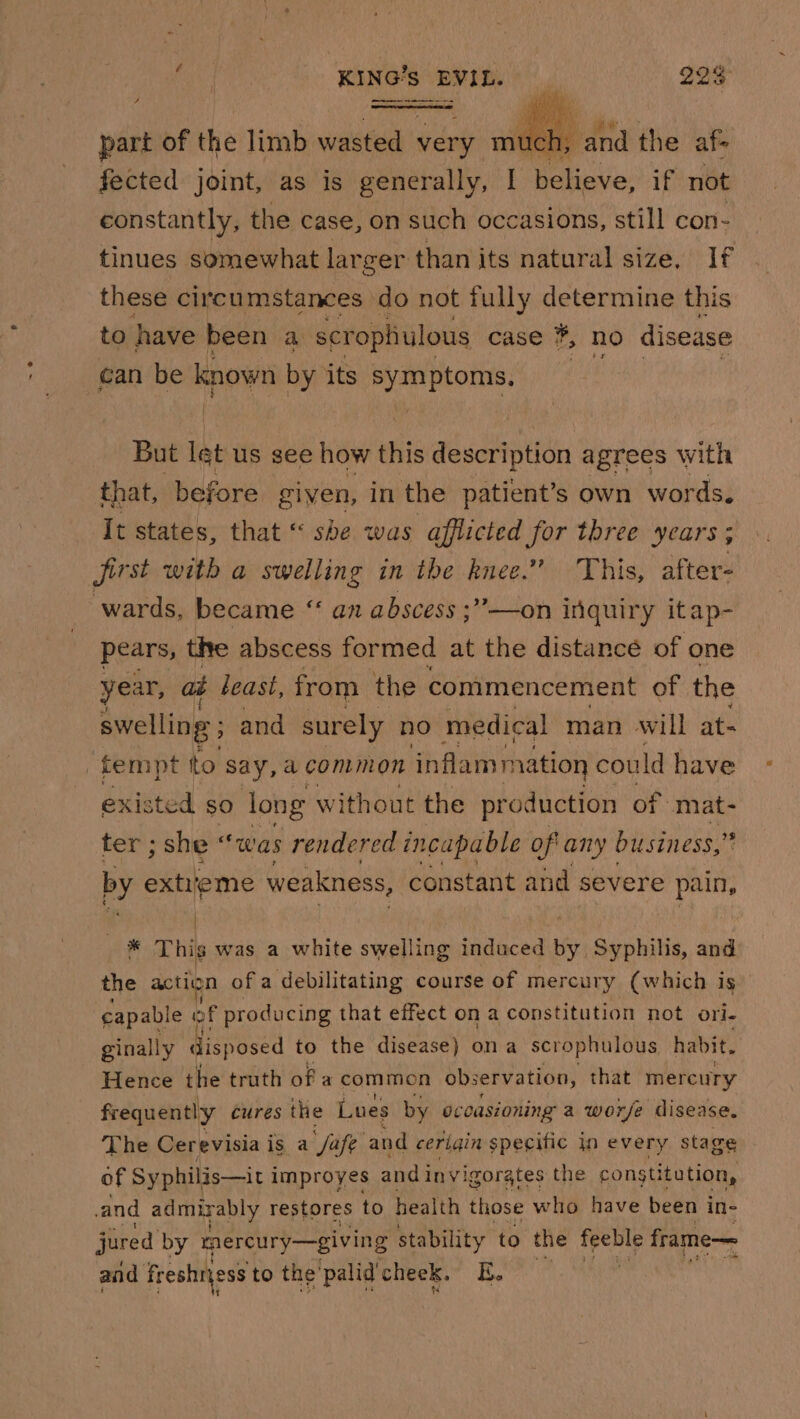 KING'S EVIL. 223
part of the limb wasted very much, and the af-
fected joint, as is generally, I believe, if not
constantly, the case, on such occasions, still con-
tinues somewhat larger than its natural size. If
these circumstances do not fully determine this
to have been a scrophulous case *, no disease
can be known by its symptoms.
But let us see how this description agrees with
that, before given, in the patient's own words.
It states, that “ she was afflicted for three years;
first with a swelling in the knee.” This, after-
wards, became “ an abscess;”—on inquiry it ap-
pears, the abscess formed at the distance of one
year, at least, from the commencement of the
swelling; and surely no medical man will at-
tempt to say, a common inflammation could have
existed so long without the production of mat-
ter; she “was rendered incapable of any business,”
by extreme weakness, constant and severe pain,
* This was a white swelling induced by Syphilis, and
the action of a debilitating course of mercury (which is
capable of producing that effect on a constitution not ori-
ginally disposed to the disease) on a scrophulous habit.
Hence the truth of a common observation, that mercury
frequently cures the Lues by occasioning a worſe disease.
The Cerevisia is a ſafe and certain specific in every stage
of Syphilis—it improves and invigorates the constitution,
and admirably restores to health those who have been in-
jured by mercury—giving stability to the feeble frame—
and freshness to the palid cheek. E.